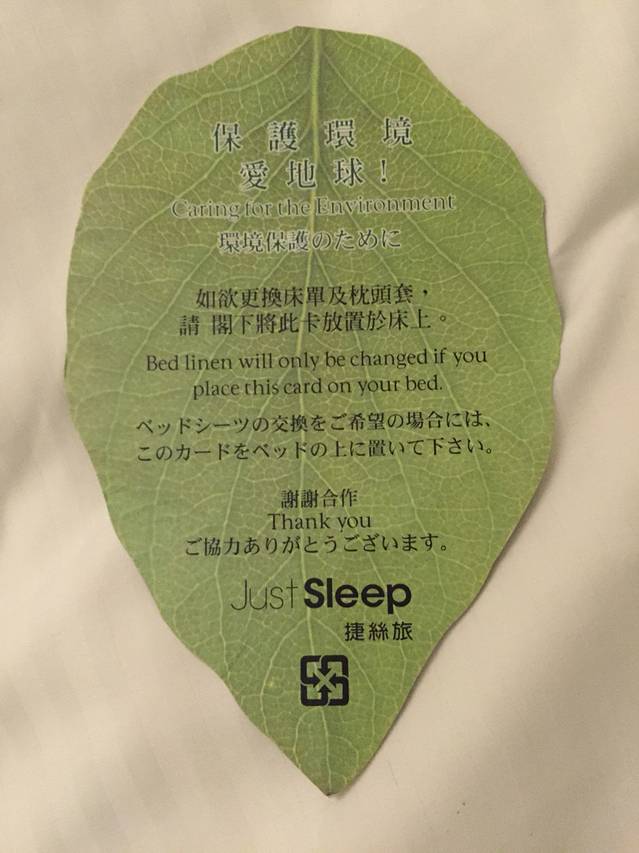 保護環境
愛地球!
Caring for the Environment
環境保護のために
如欲更換床單及枕頭套，
請 閣下將此卡放置於床上。
Bed linen will only be changed if you
place this card on your bed.
ベッドシーツの交換をご希望の場合には、
このカードをベッドの上に置いて下さい。
謝謝合作
Thank you
ご協力ありがとうございます。
Just Sleep
捷絲旅